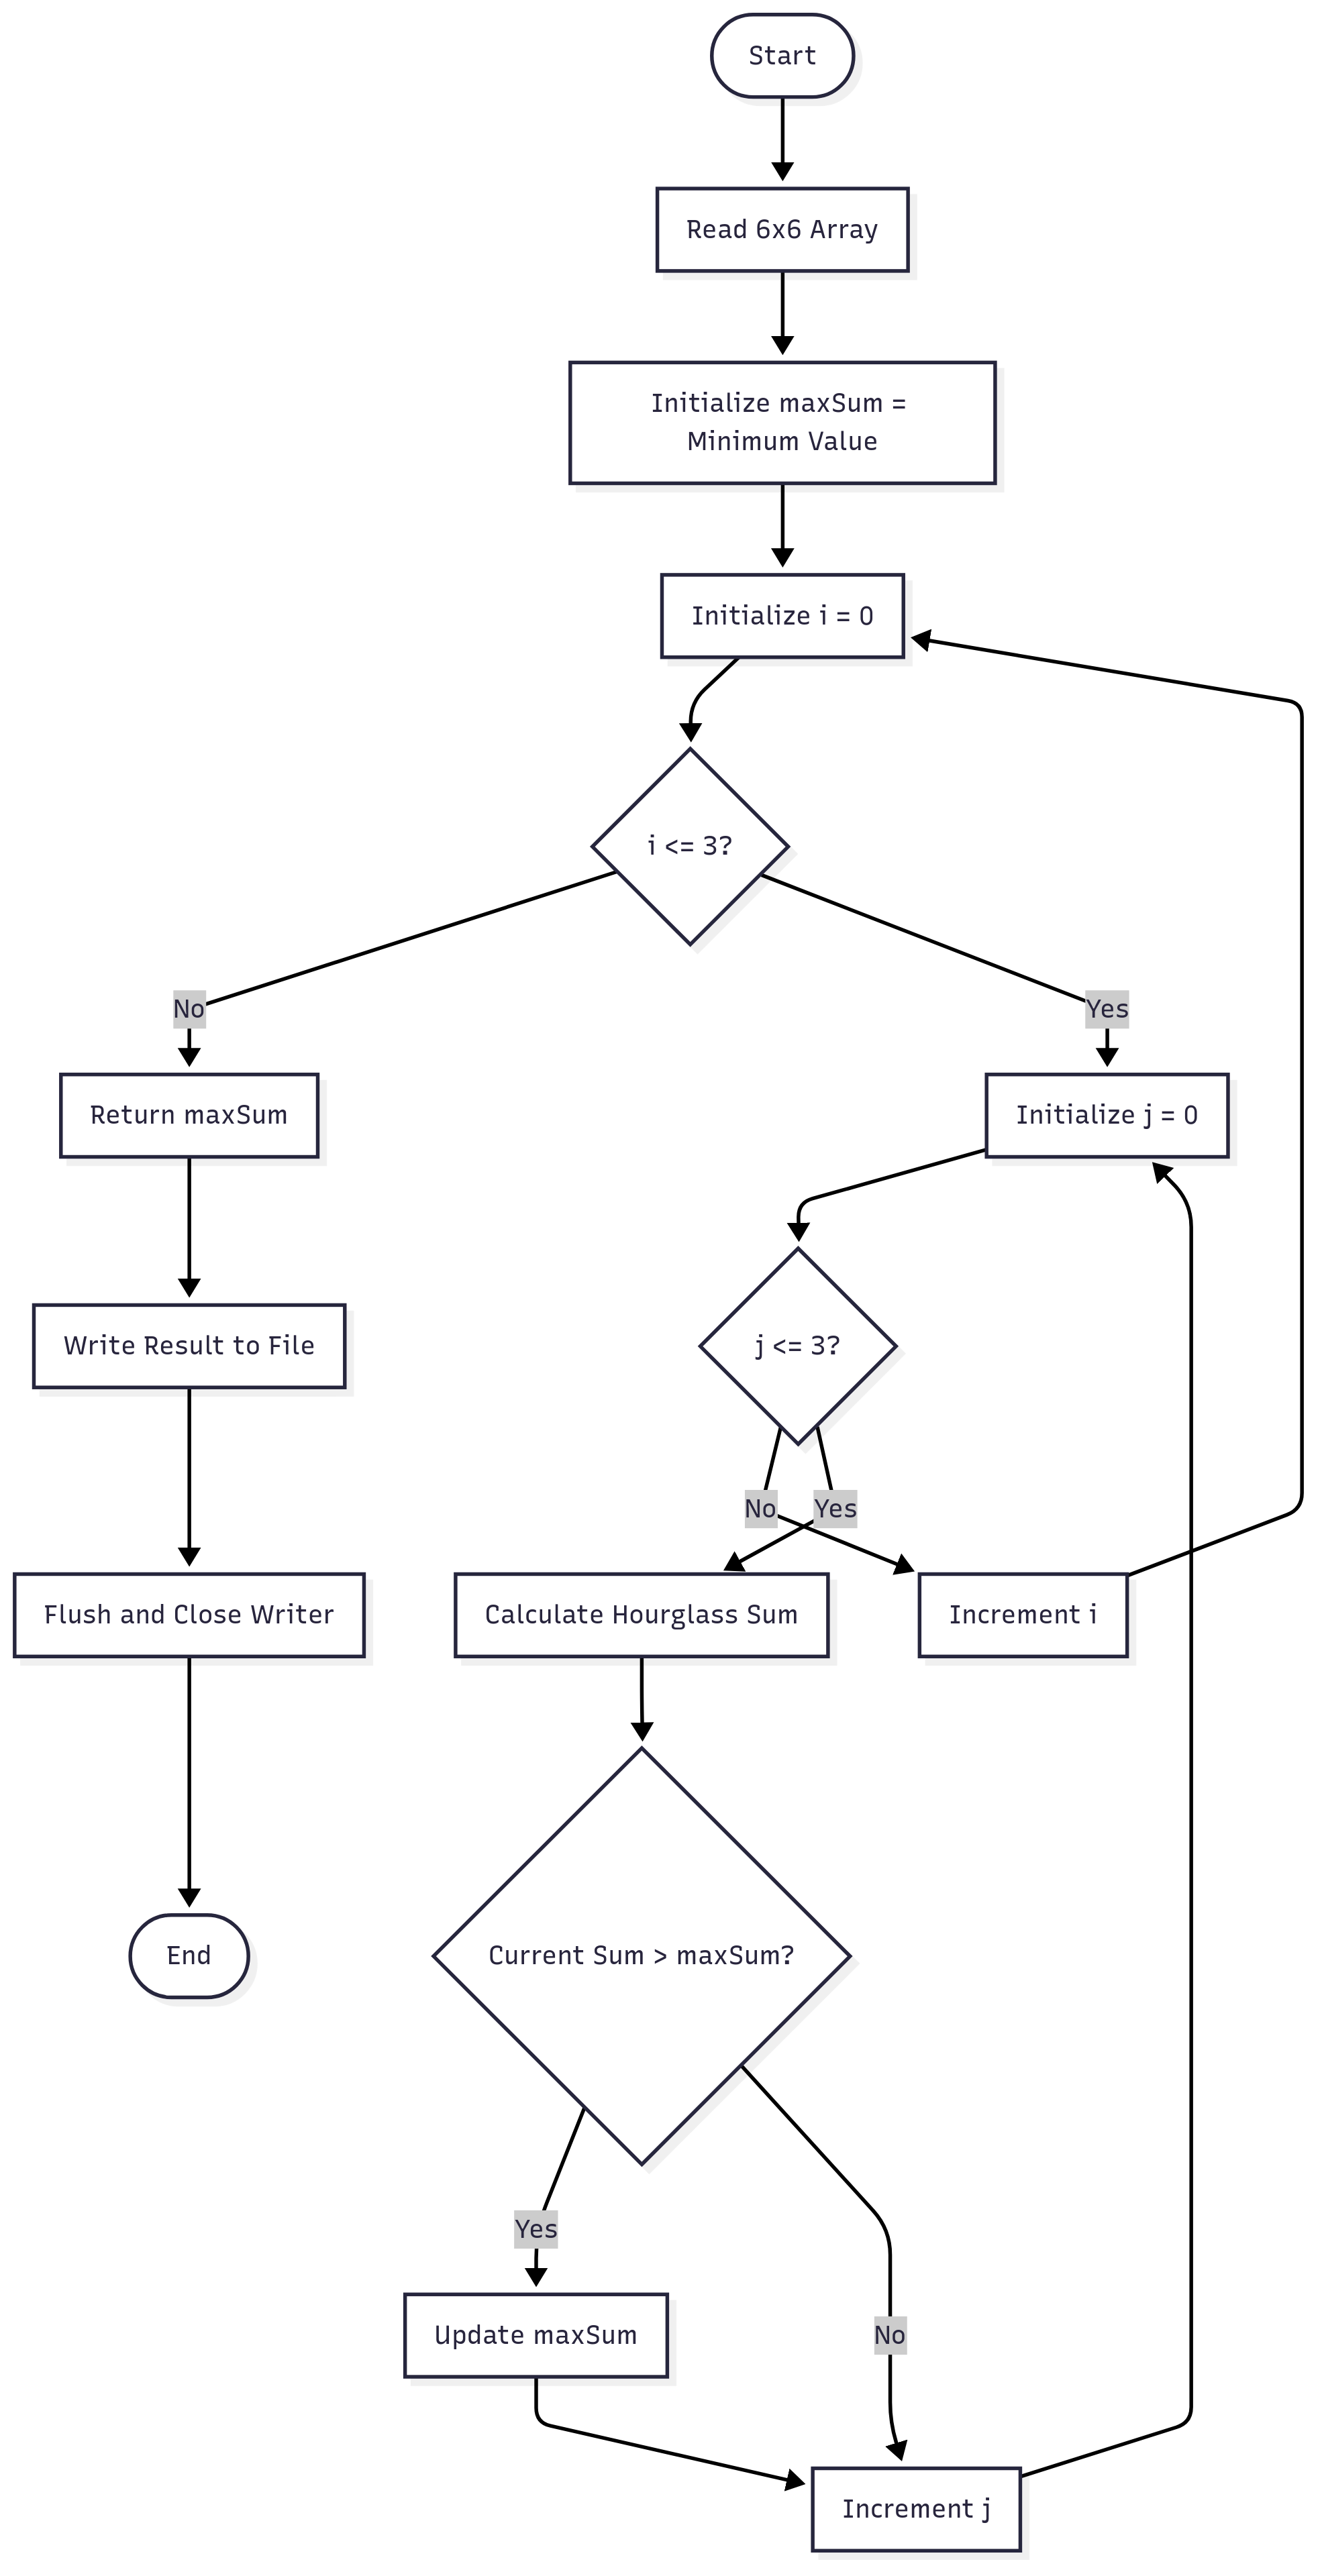 Start
Read 6x6 Array
Initialize maxSum =
Minimum Value
Initialize i = 0
i <= 3?
No
Yes
Return maxSum
Initialize j = 0
Write Result to File
j <= 3?
No
Yes
Flush and Close Writer
Calculate Hourglass Sum
Increment i
End
Current Sum > maxSum?
Yes
Update maxSum
No
Increment j